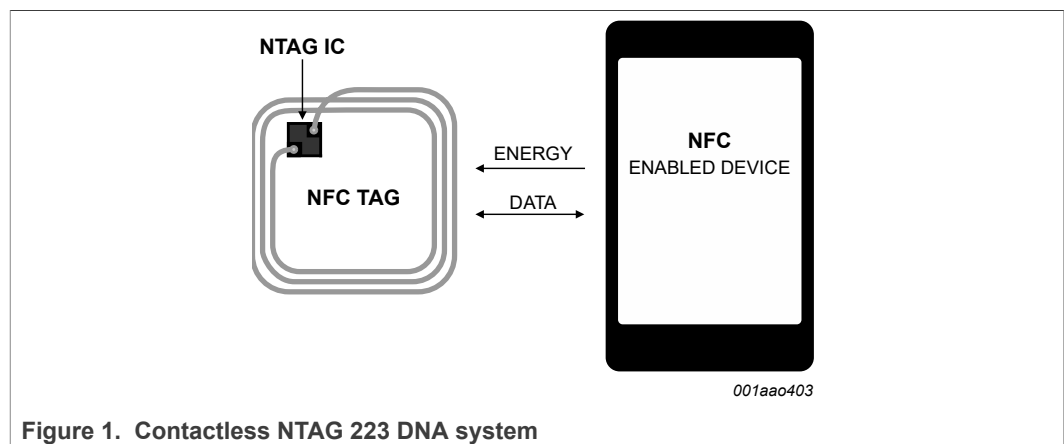 NTAG IC
NFC TAG
ENERGY
DATA
NFC
ENABLED DEVICE
001aao403
Figure 1. Contactless NTAG 223 DNA system